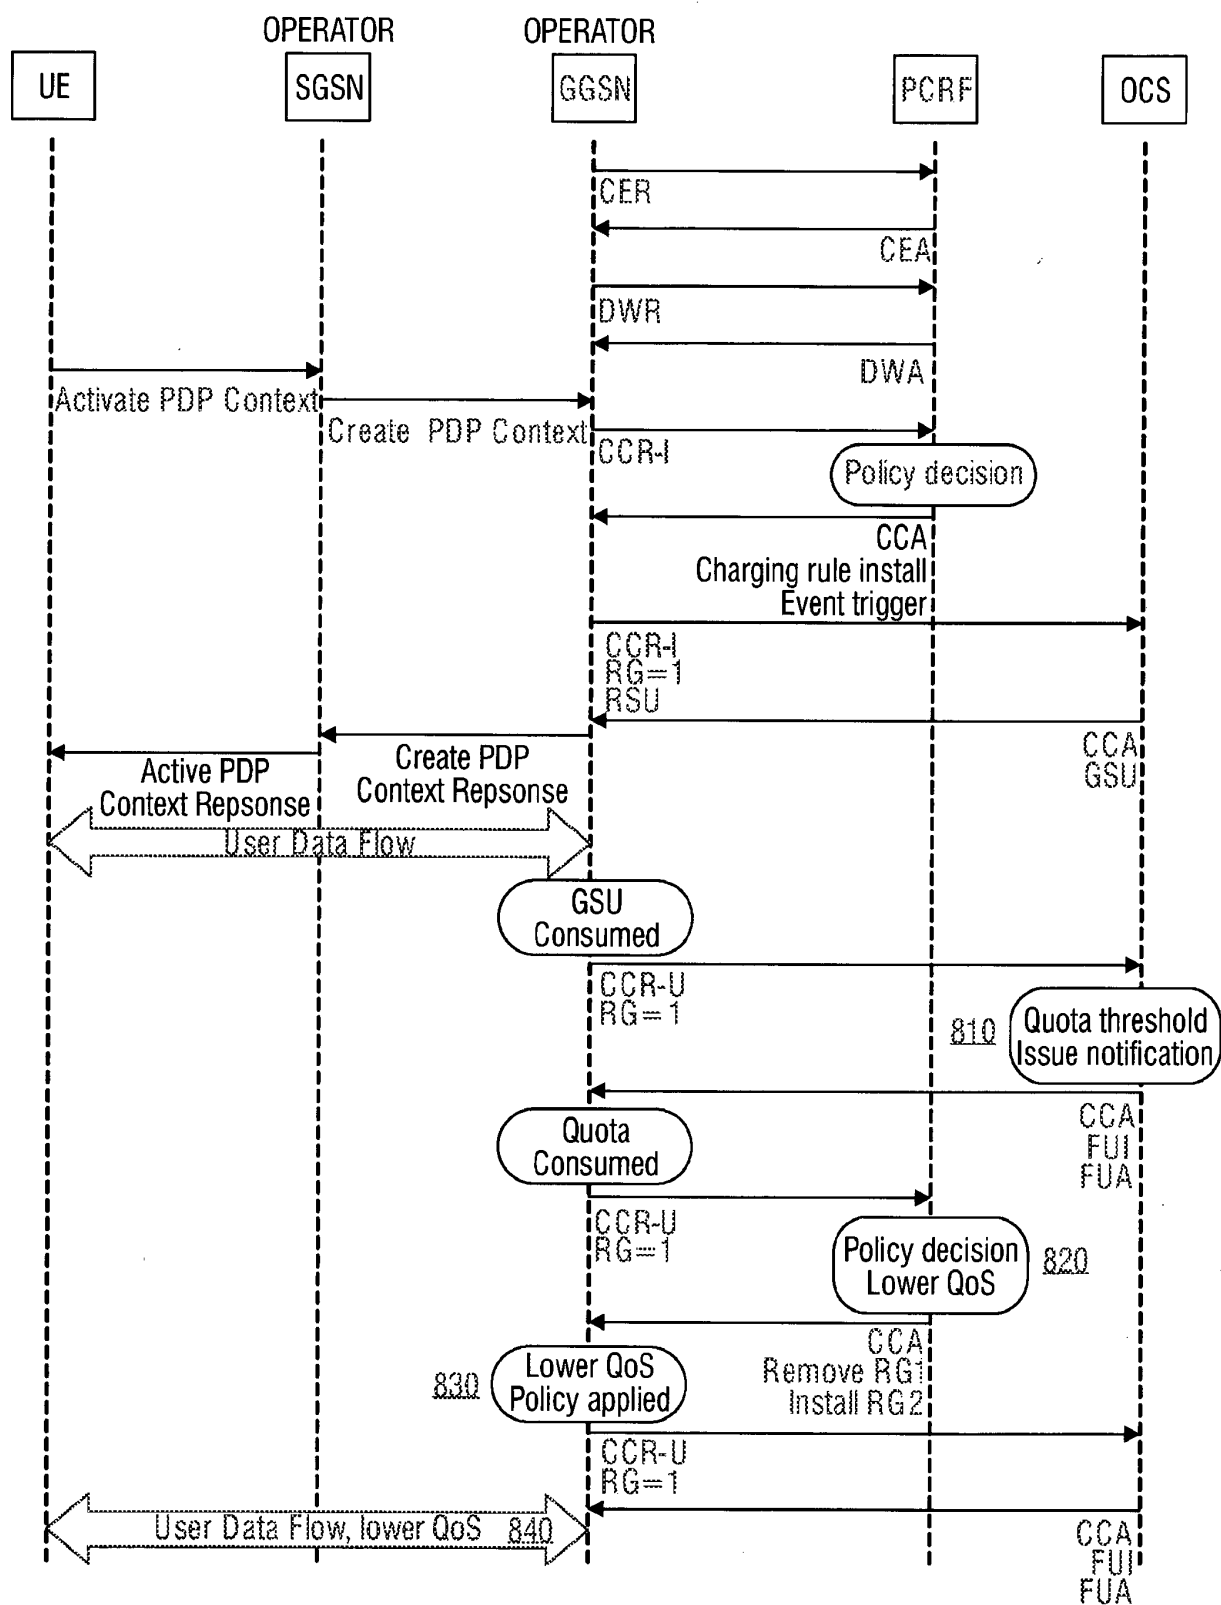 OPERATOR
OPERATOR
UE
SGSN
GGSN
PCRF
OCS
CER
CEA
DWR
DWA
Activate PDP Context
Create PDP Context
CCR-I
Policy decision
CCA
Charging rule install
Event trigger
CCR-I
RG=1
RSU
CCA
GSU
Create PDP
Context Repsonse
Active PDP
Context Repsonse
User Data Flow
GSU
Consumed
CCR-U
RG=1
810
Quota threshold
Issue notification
CCA
FUI
FUA
Quota
Consumed
CCR-U
RG=1
Policy decision
Lower QoS
820
CCA
Remove RG1
Install RG2
830
Lower QoS
Policy applied
CCR-U
RG=1
User Data Flow, lower QoS 840
CCA
FUI
FUA